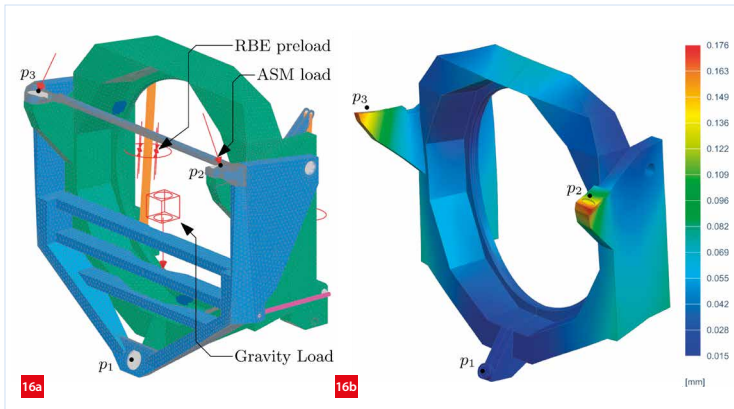 RBE preload
ASM load
p3
p2
p1
Gravity Load
16a
p3
p2
p1
16b
0.176
0.163
0.149
0.136
0.122
0.109
0.096
0.082
0.069
0.055
0.042
0.028
0.015
[mm]